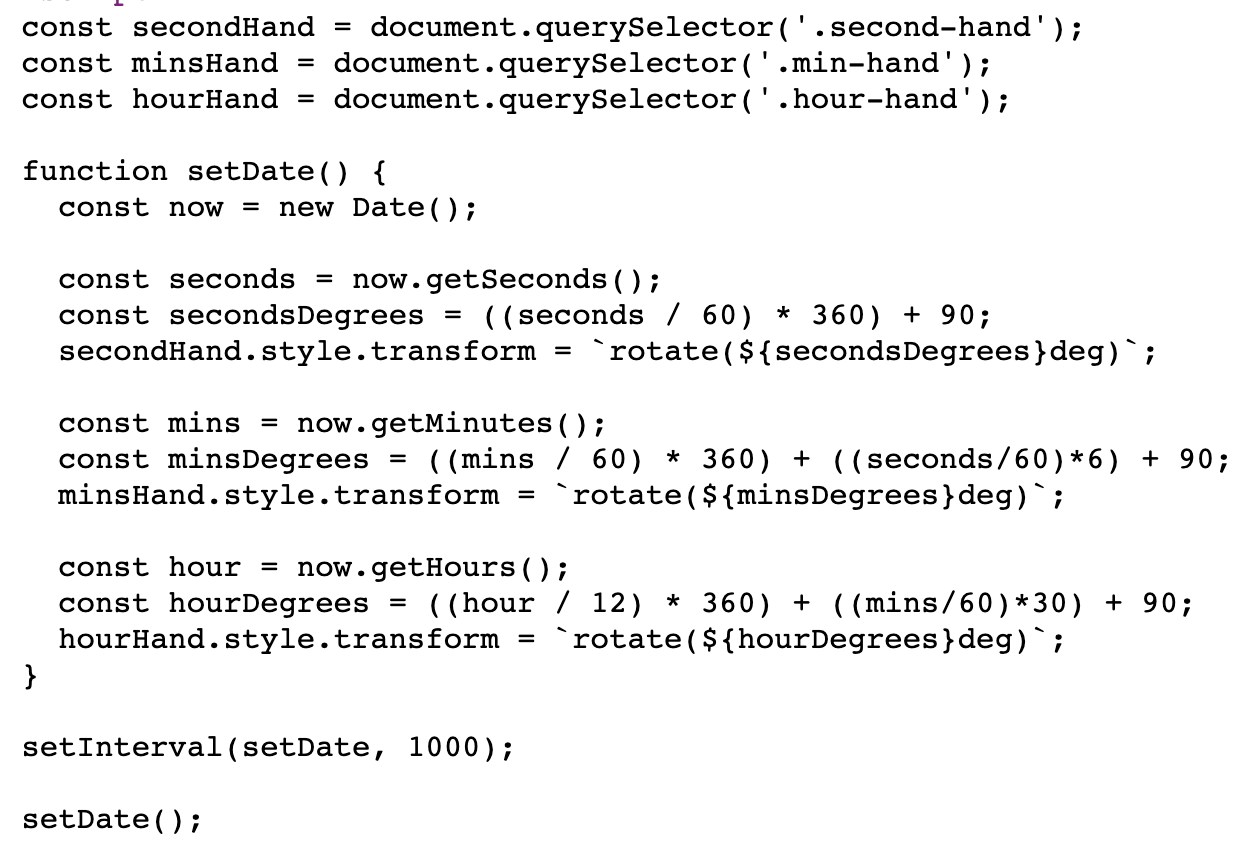 const secondHand = document.querySelector('.second-hand');
const minsHand = document.querySelector('.min-hand');
const hourHand = document.querySelector('.hour-hand');

function setDate() {
  const now = new Date();

  const seconds = now.getSeconds();
  const secondsDegrees = ((seconds / 60) * 360) + 90;
  secondHand.style.transform = `rotate(${secondsDegrees}deg)`;

  const mins = now.getMinutes();
  const minsDegrees = ((mins / 60) * 360) + ((seconds/60)*6) + 90;
  minsHand.style.transform = `rotate(${minsDegrees}deg)`;

  const hour = now.getHours();
  const hourDegrees = ((hour / 12) * 360) + ((mins/60)*30) + 90;
  hourHand.style.transform = `rotate(${hourDegrees}deg)`;
}

setInterval(setDate, 1000);

setDate();